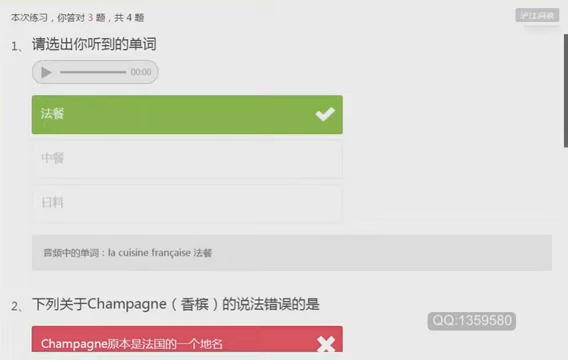 本次练习，你答对 3 题，共 4 题
沪江网校
1、请选出你听到的单词
00:00
法餐
中餐
日料
音频中的单词：la cuisine française 法餐
2、下列关于Champagne（香槟）的说法错误的是
QQ:1359580
Champagne原本是法国的一个地名